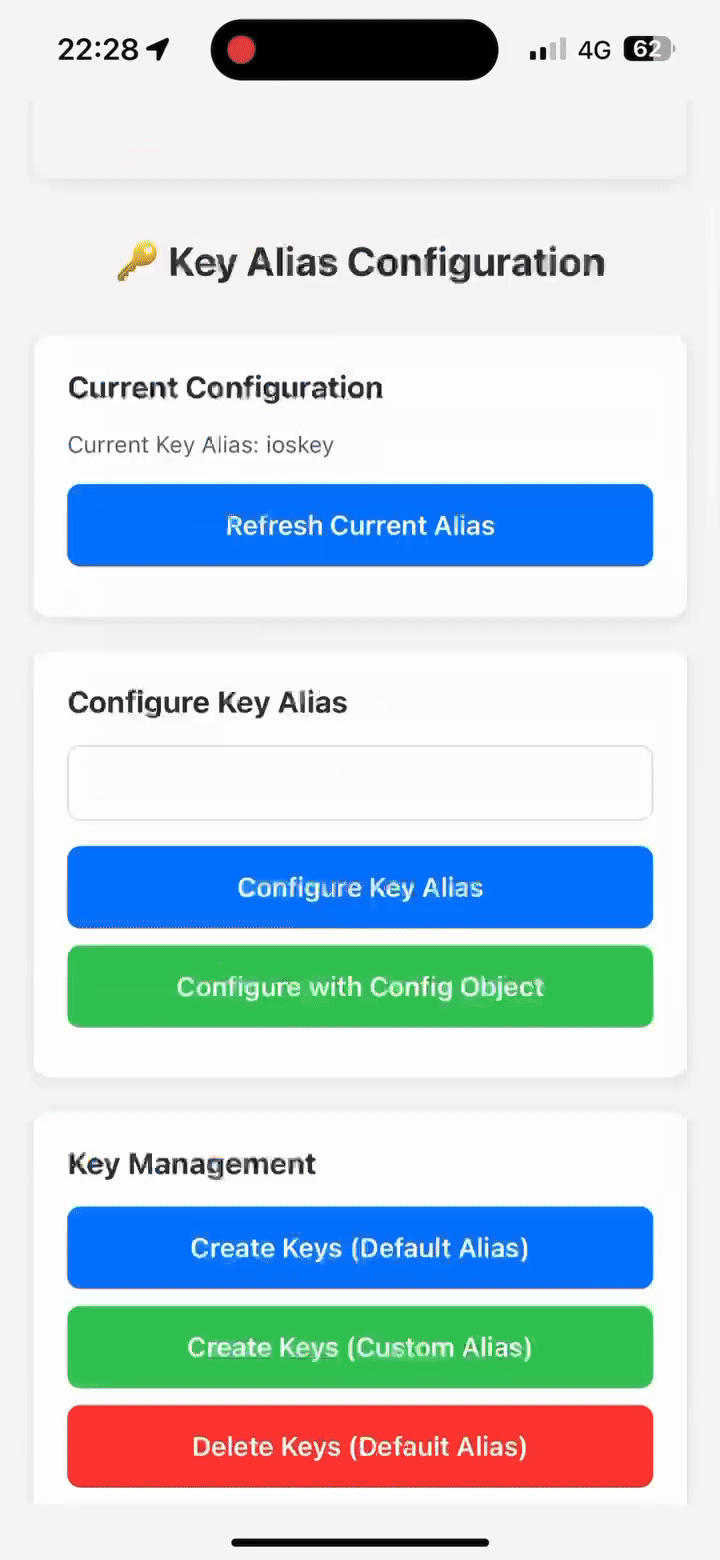 22:28 4G 62
🔑 Key Alias Configuration
Current Configuration
Current Key Alias: ioskey
Refresh Current Alias
Configure Key Alias
Configure Key Alias
Configure with Config Object
Key Management
Create Keys (Default Alias)
Create Keys (Custom Alias)
Delete Keys (Default Alias)